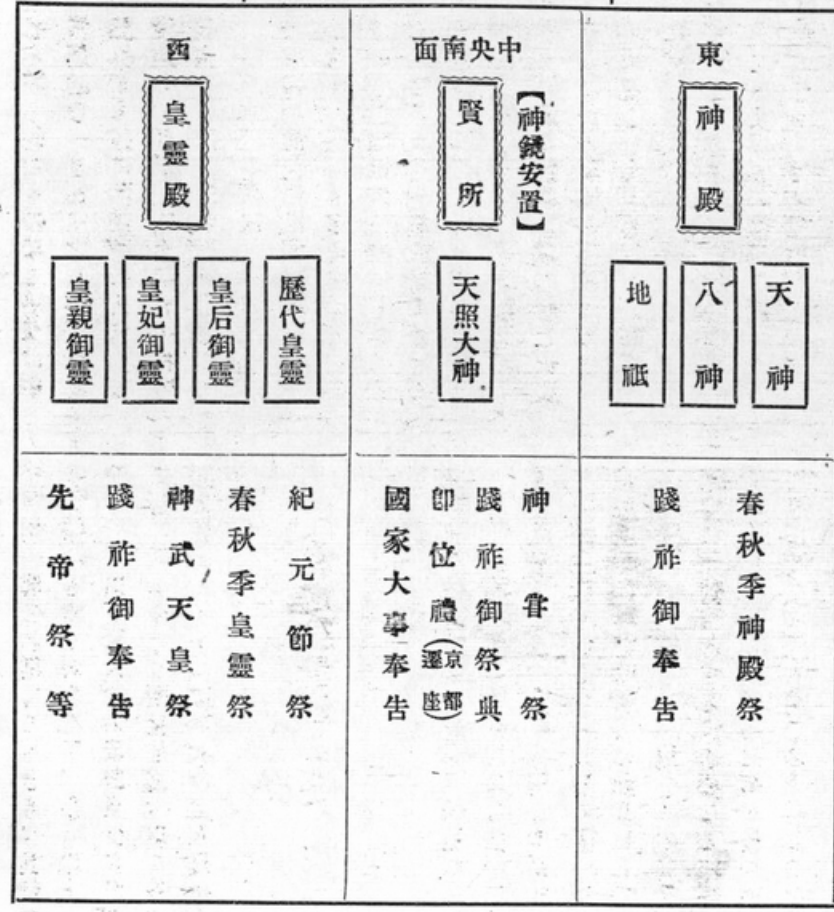 東
神殿
天神
八神
地祇
春秋季神殿祭
踐祚御奉告
中央南面
【神鏡安置】
賢所
天照大神
神甞祭
踐祚御祭典
卽位禮(京都遷座)
國家大事奉告
西
皇靈殿
歷代皇靈
皇后御靈
皇妃御靈
皇親御靈
紀元節祭
春秋季皇靈祭
神武天皇祭
踐祚御奉告
先帝祭等